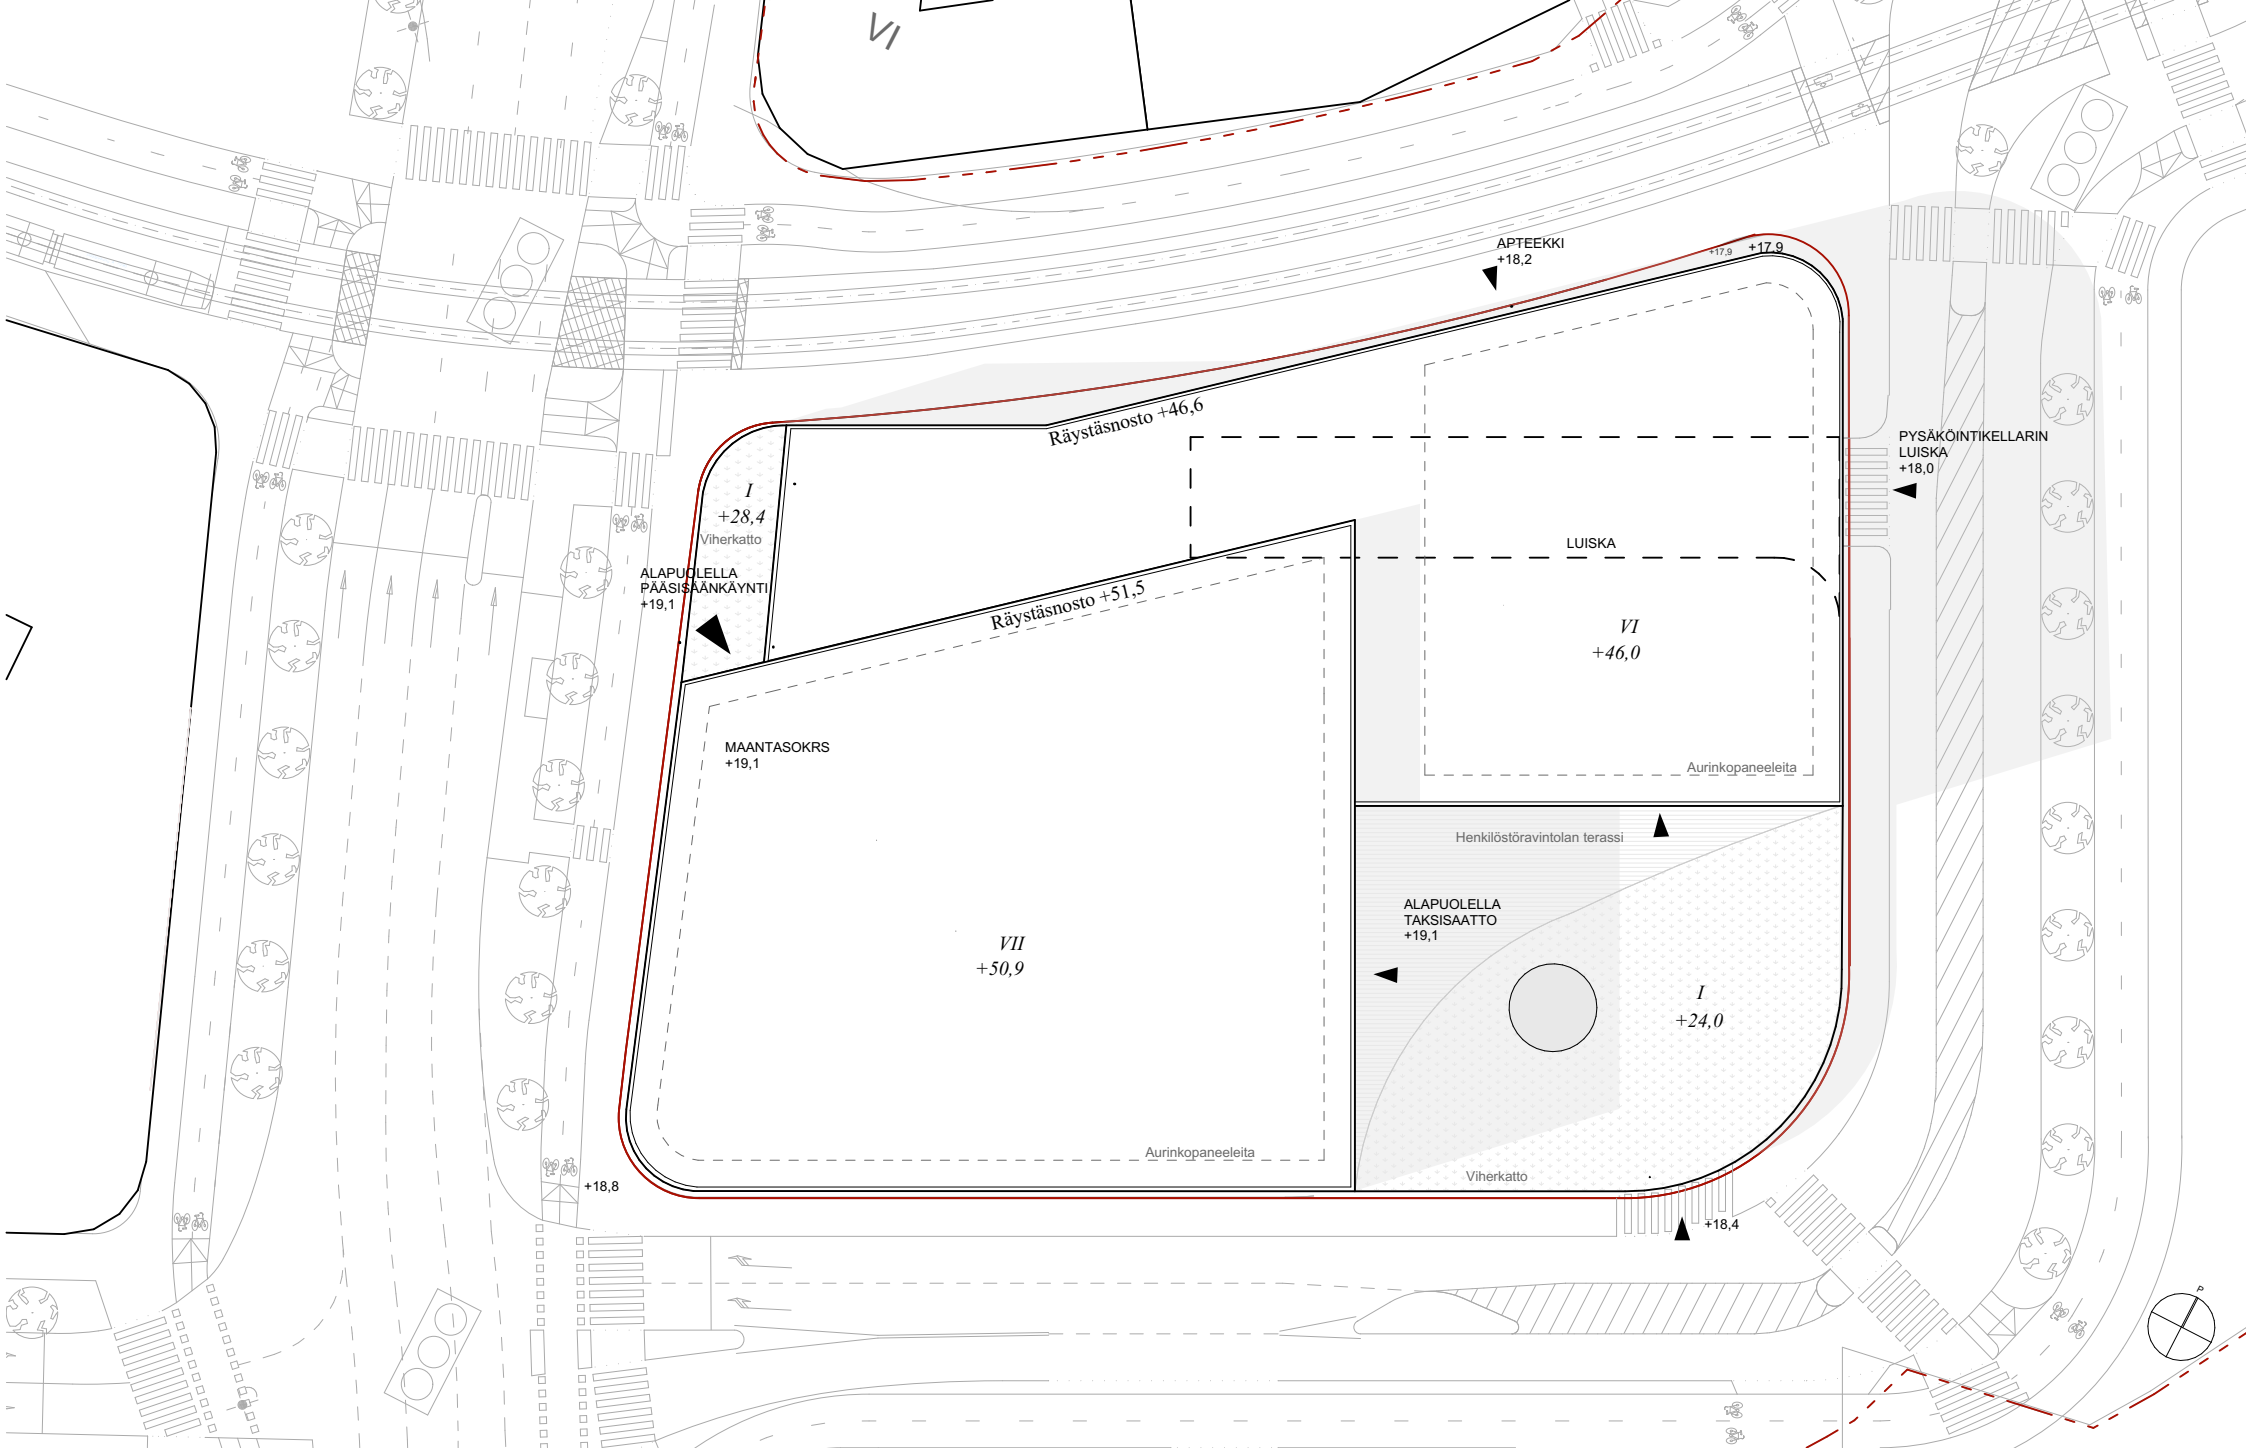 VI
APTEEKKI
+18,2
+17,9
+17,9
Räystäsnosto +46,6
PYSÄKÖINTIKELLARIN
LUISKA
+18,0
I
+28,4
Viherkatto
LUISKA
ALAPUOLELLA
PÄÄSISÄÄNKÄYNTI
+19,1
Räystäsnosto +51,5
VI
+46,0
MAANTASOKRS
+19,1
Aurinkopaneeleita
Henkilöstöravintolan terassi
ALAPUOLELLA
TAKSISAATTO
+19,1
VII
+50,9
I
+24,0
Aurinkopaneeleita
Viherkatto
+18,8
+18,4
P